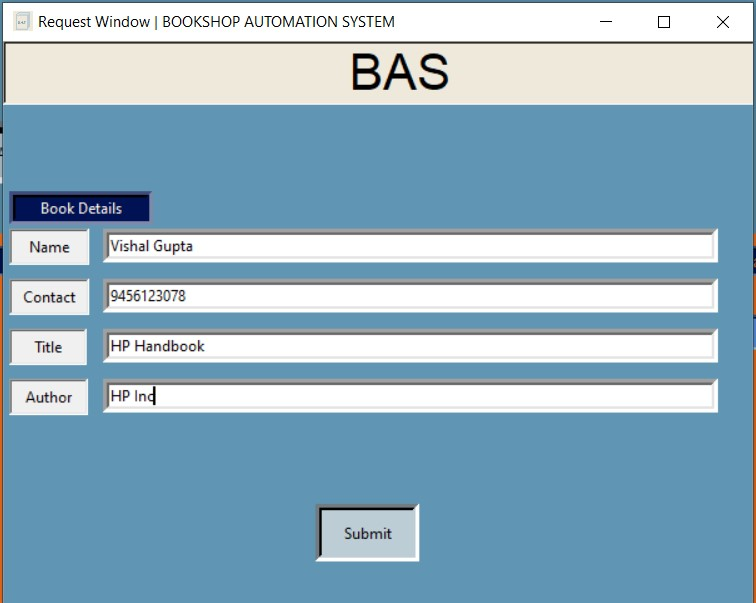 Request Window | BOOKSHOP AUTOMATION SYSTEM
BAS
Book Details
Name Vishal Gupta
Contact 9456123078
Title HP Handbook
Author HP Inc
Submit